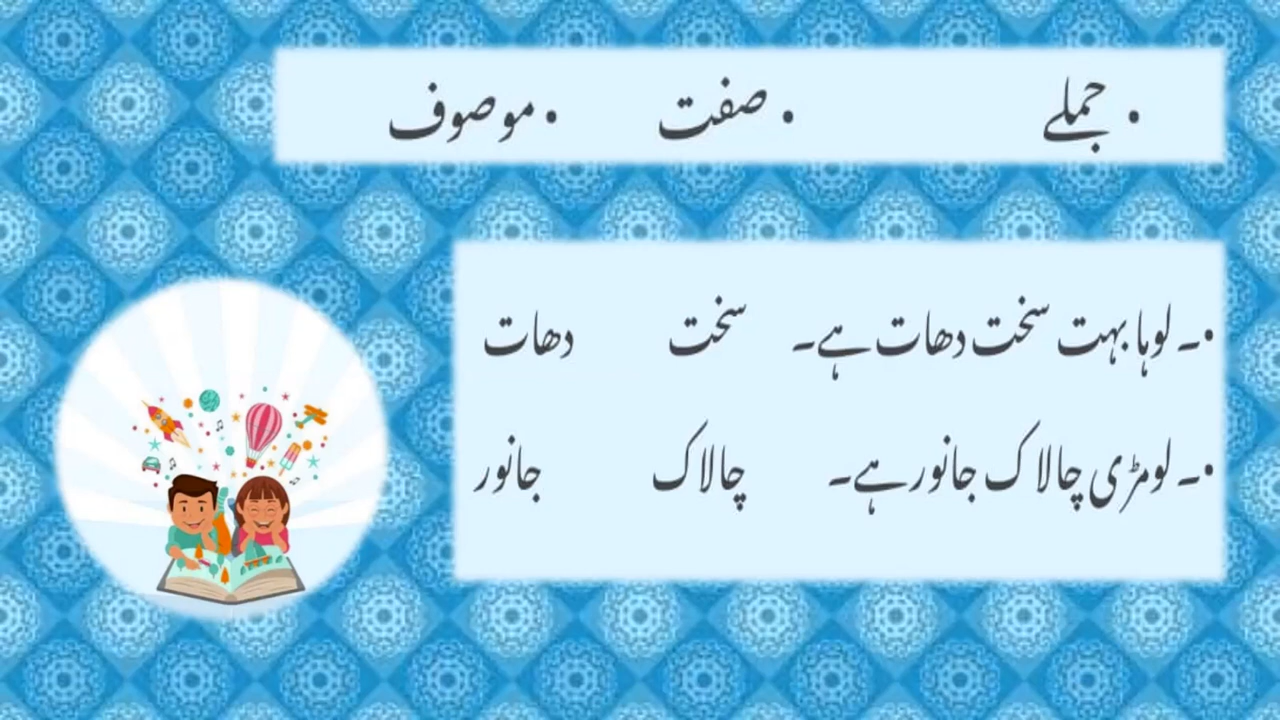 • جملے • صفت • موصوف
•۔ لوہا بہت سخت دھات ہے۔ سخت دھات
•۔ لومڑی چالاک جانور ہے۔ چالاک جانور